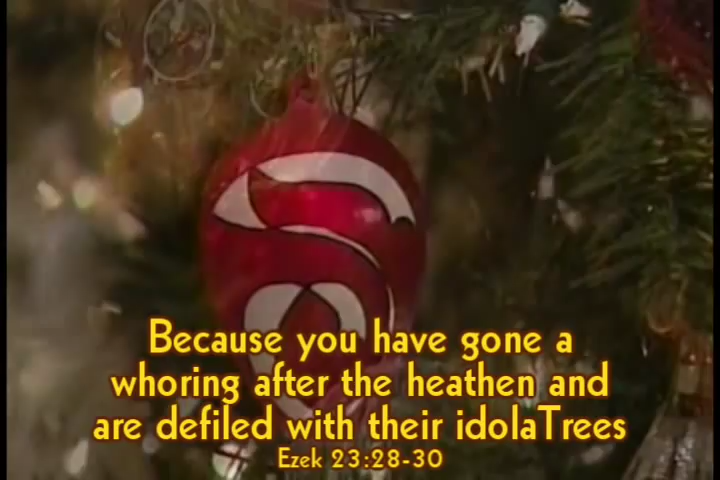 Because you have gone a
whoring after the heathen and
are defiled with their idolaTrees
Ezek 23:28-30